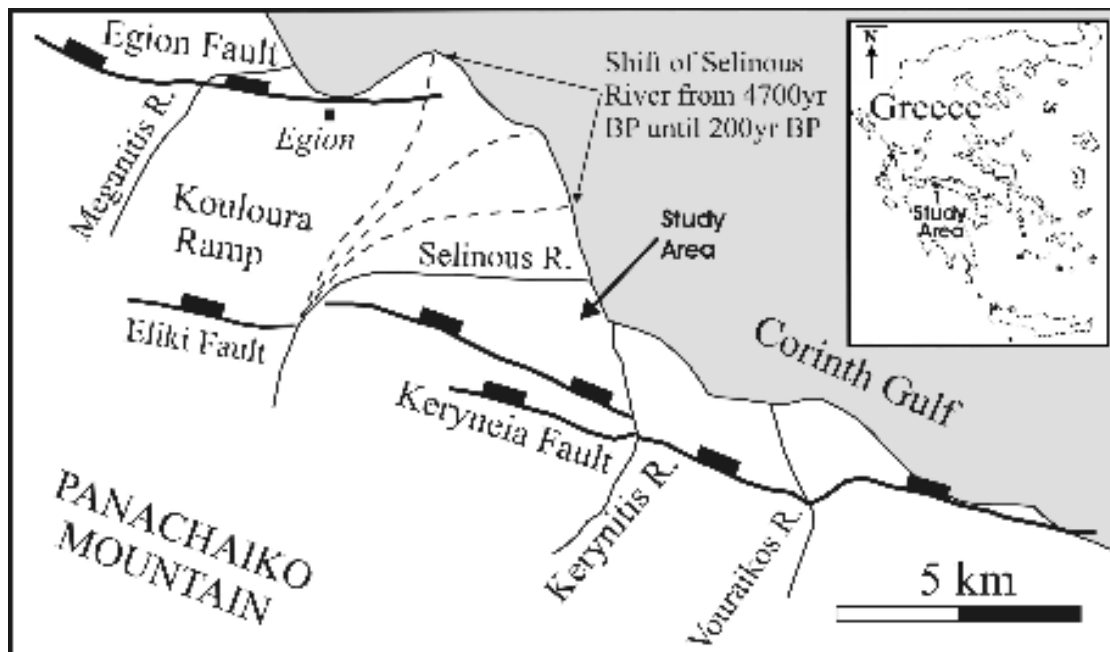 Egion Fault
Meganitis R.
Egion
Shift of Selinous
River from 4700yr
BP until 200yr BP
N
Greece
Study
Area
Kouloura
Ramp
Selinous R.
Study
Area
Eliki Fault
Keryneia Fault
Corinth Gulf
PANACHAIKO
MOUNTAIN
Kerynitis R.
Vouraikos R.
5 km